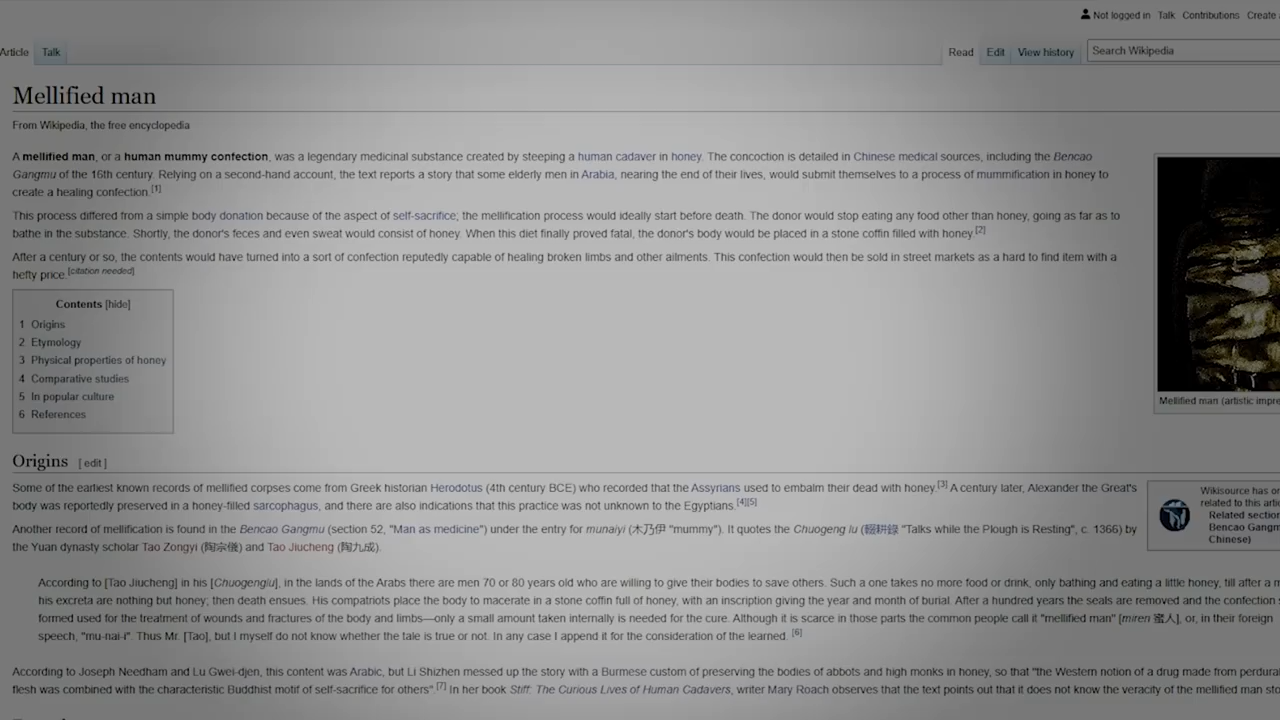 Not logged in Talk Contributions Create
Article Talk Read Edit View history Search Wikipedia
Mellified man
From Wikipedia, the free encyclopedia
A mellified man, or a human mummy confection, was a legendary medicinal substance created by steeping a human cadaver in honey. The concoction is detailed in Chinese medical sources, including the Bencao
Gangmu of the 16th century. Relying on a second-hand account, the text reports a story that some elderly men in Arabia, nearing the end of their lives, would submit themselves to a process of mummification in honey to
create a healing confection.[1]
This process differed from a simple body donation because of the aspect of self-sacrifice; the mellification process would ideally start before death. The donor would stop eating any food other than honey, going as far as to
bathe in the substance. Shortly, the donor's feces and even sweat would consist of honey. When this diet finally proved fatal, the donor's body would be placed in a stone coffin filled with honey.[2]
After a century or so, the contents would have turned into a sort of confection reputedly capable of healing broken limbs and other ailments. This confection would then be sold in street markets as a hard to find item with a
hefty price.[citation needed]
Mellified man (artistic impre
Contents [hide]
1 Origins
2 Etymology
3 Physical properties of honey
4 Comparative studies
5 In popular culture
6 References
Origins [ edit ]
Some of the earliest known records of mellified corpses come from Greek historian Herodotus (4th century BCE) who recorded that the Assyrians used to embalm their dead with honey.[3] A century later, Alexander the Great's
body was reportedly preserved in a honey-filled sarcophagus, and there are also indications that this practice was not unknown to the Egyptians.[4][5]
Another record of mellification is found in the Bencao Gangmu (section 52, "Man as medicine") under the entry for munaiyi (木乃伊 "mummy"). It quotes the Chuogeng lu (輟耕錄 "Talks while the Plough is Resting", c. 1366) by
the Yuan dynasty scholar Tao Zongyi (陶宗儀) and Tao Jiucheng (陶九成).
Wikisource has or
related to this arti
Related section
Bencao Gangm
Chinese)
According to [Tao Jiucheng] in his [Chuogenglu], in the lands of the Arabs there are men 70 or 80 years old who are willing to give their bodies to save others. Such a one takes no more food or drink, only bathing and eating a little honey, till after a m
his excreta are nothing but honey; then death ensues. His compatriots place the body to macerate in a stone coffin full of honey, with an inscription giving the year and month of burial. After a hundred years the seals are removed and the confection s
formed used for the treatment of wounds and fractures of the body and limbs—only a small amount taken internally is needed for the cure. Although it is scarce in those parts the common people call it "mellified man" [miren 蜜人], or, in their foreign
speech, "mu-nai-i". Thus Mr. [Tao], but I myself do not know whether the tale is true or not. In any case I append it for the consideration of the learned. [6]
According to Joseph Needham and Lu Gwei-djen, this content was Arabic, but Li Shizhen messed up the story with a Burmese custom of preserving the bodies of abbots and high monks in honey, so that "the Western notion of a drug made from perdura
flesh was combined with the characteristic Buddhist motif of self-sacrifice for others".[7] In her book Stiff: The Curious Lives of Human Cadavers, writer Mary Roach observes that the text points out that it does not know the veracity of the mellified man sto